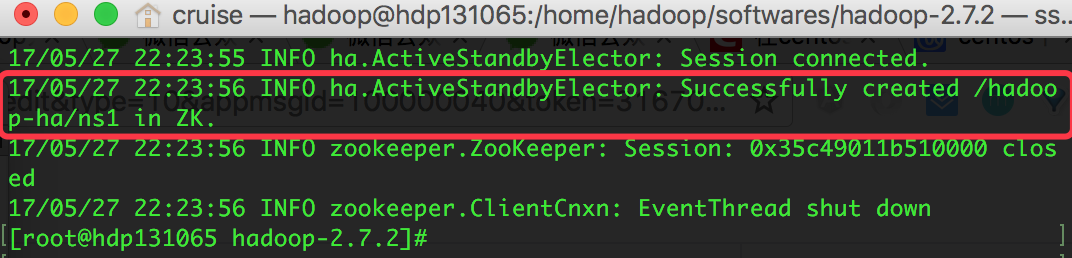 cruise — hadoop@hdp131065:/home/hadoop/softwares/hadoop-2.7.2 — ss...
17/05/27 22:23:55 INFO ha.ActiveStandbyElector: Session connected.
17/05/27 22:23:56 INFO ha.ActiveStandbyElector: Successfully created /hadoo
p-ha/ns1 in ZK.
17/05/27 22:23:56 INFO zookeeper.ZooKeeper: Session: 0x35c49011b510000 clos
ed
17/05/27 22:23:56 INFO zookeeper.ClientCnxn: EventThread shut down
[[root@hdp131065 hadoop-2.7.2]# ]